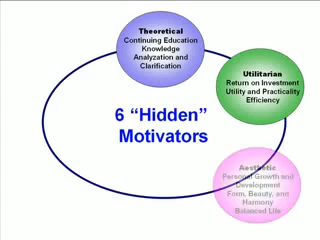 Theoretical
Continuing Education
Knowledge
Analyzation and
Clarification
Utilitarian
Return on Investment
Utility and Practicality
Efficiency
6 “Hidden”
Motivators
Aesthetic
Personal Growth and
Development
Form, Beauty, and
Harmony
Balanced Life